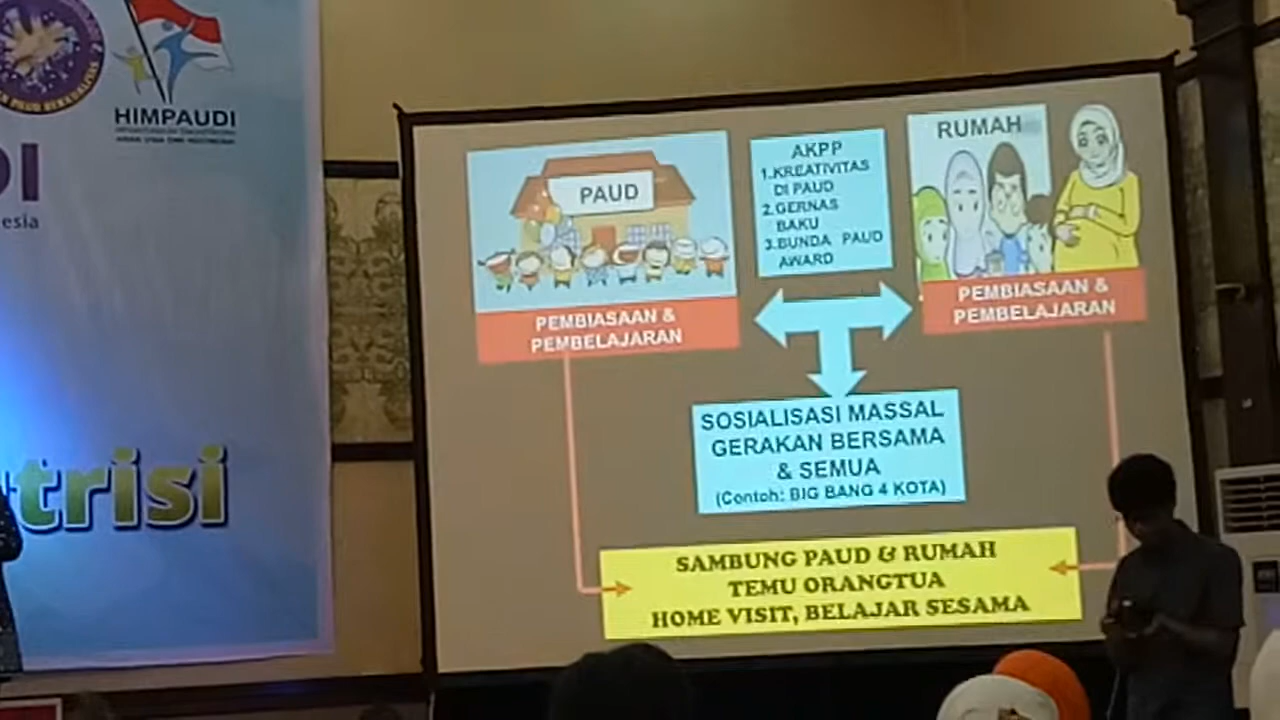 HIMPAUDI
DI
esia
trisi
PAUD
PEMBIASAAN &
PEMBELAJARAN
AKPP
1.KREATIVITAS
DI PAUD
2.GERNAS
BAKU
3.BUNDA PAUD
AWARD
RUMAH
PEMBIASAAN &
PEMBELAJARAN
SOSIALISASI MASSAL
GERAKAN BERSAMA
& SEMUA
(Contoh: BIG BANG 4 KOTA)
SAMBUNG PAUD & RUMAH
TEMU ORANGTUA
HOME VISIT, BELAJAR SESAMA